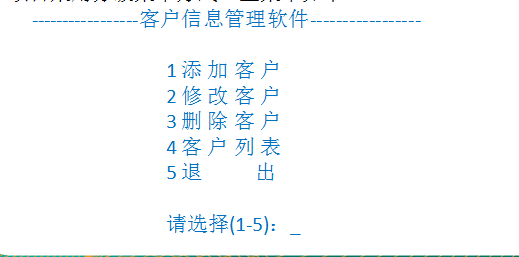 -----------------客户信息管理软件-----------------
1 添 加 客 户
2 修 改 客 户
3 删 除 客 户
4 客 户 列 表
5 退 出
请选择(1-5)：_